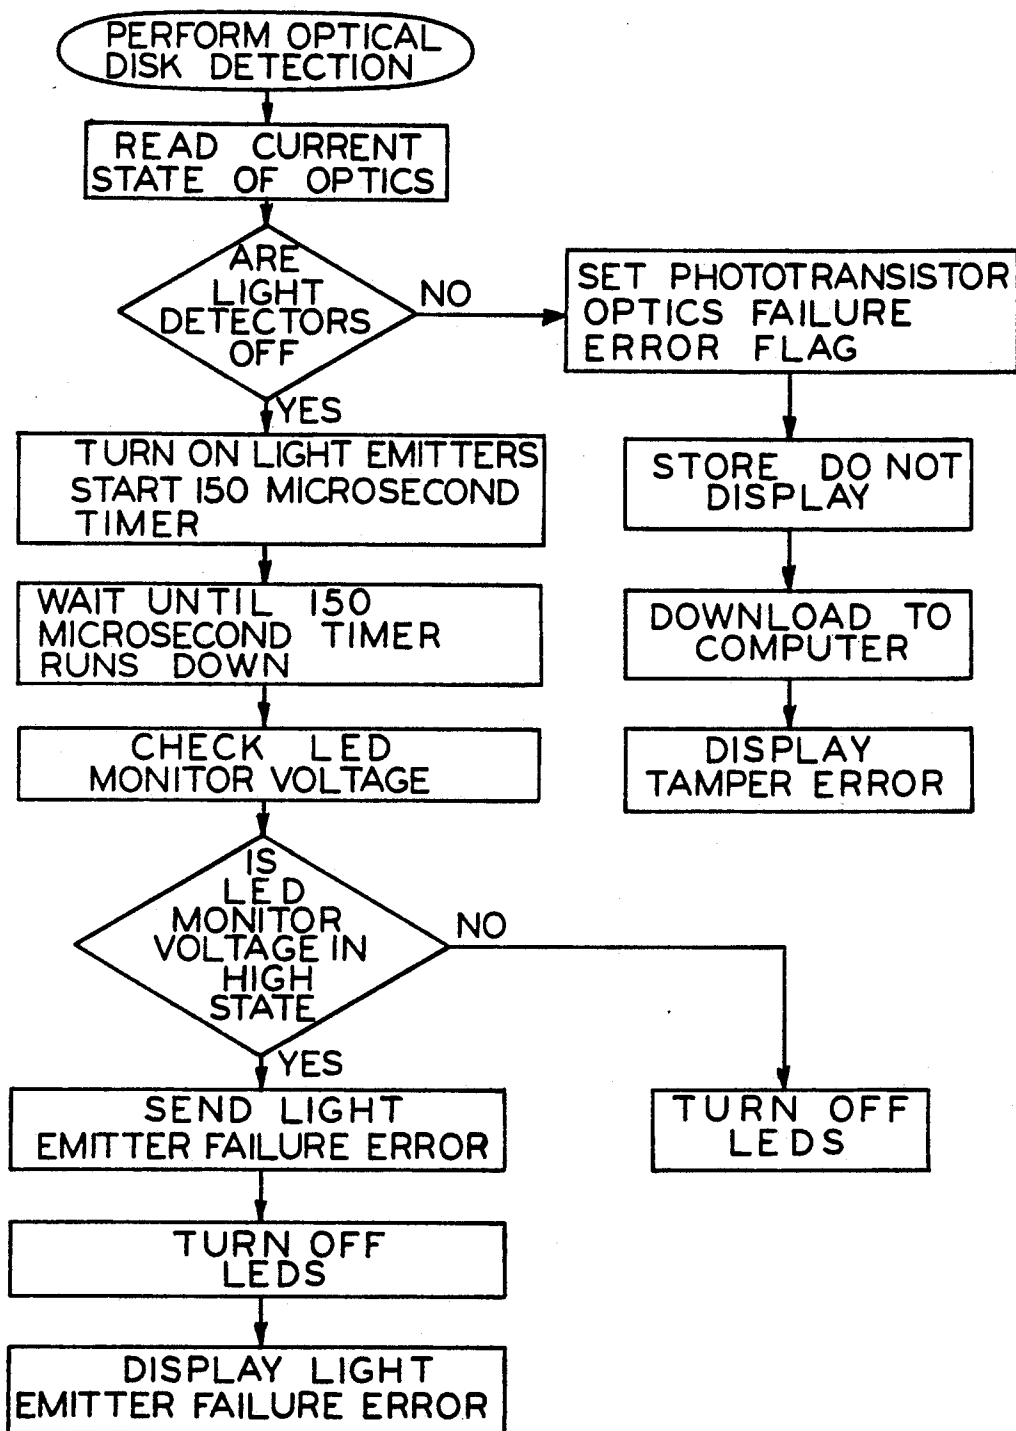 PERFORM OPTICAL
DISK DETECTION
READ CURRENT
STATE OF OPTICS
ARE
LIGHT
DETECTORS
OFF
NO
SET PHOTOTRANSISTOR
OPTICS FAILURE
ERROR FLAG
YES
TURN ON LIGHT EMITTERS
START 150 MICROSECOND
TIMER
STORE DO NOT
DISPLAY
WAIT UNTIL 150
MICROSECOND TIMER
RUNS DOWN
DOWNLOAD TO
COMPUTER
CHECK LED
MONITOR VOLTAGE
DISPLAY
TAMPER ERROR
IS
LED
MONITOR
VOLTAGE IN
HIGH
STATE
NO
YES
SEND LIGHT
EMITTER FAILURE ERROR
TURN OFF
LEDS
TURN OFF
LEDS
DISPLAY LIGHT
EMITTER FAILURE ERROR